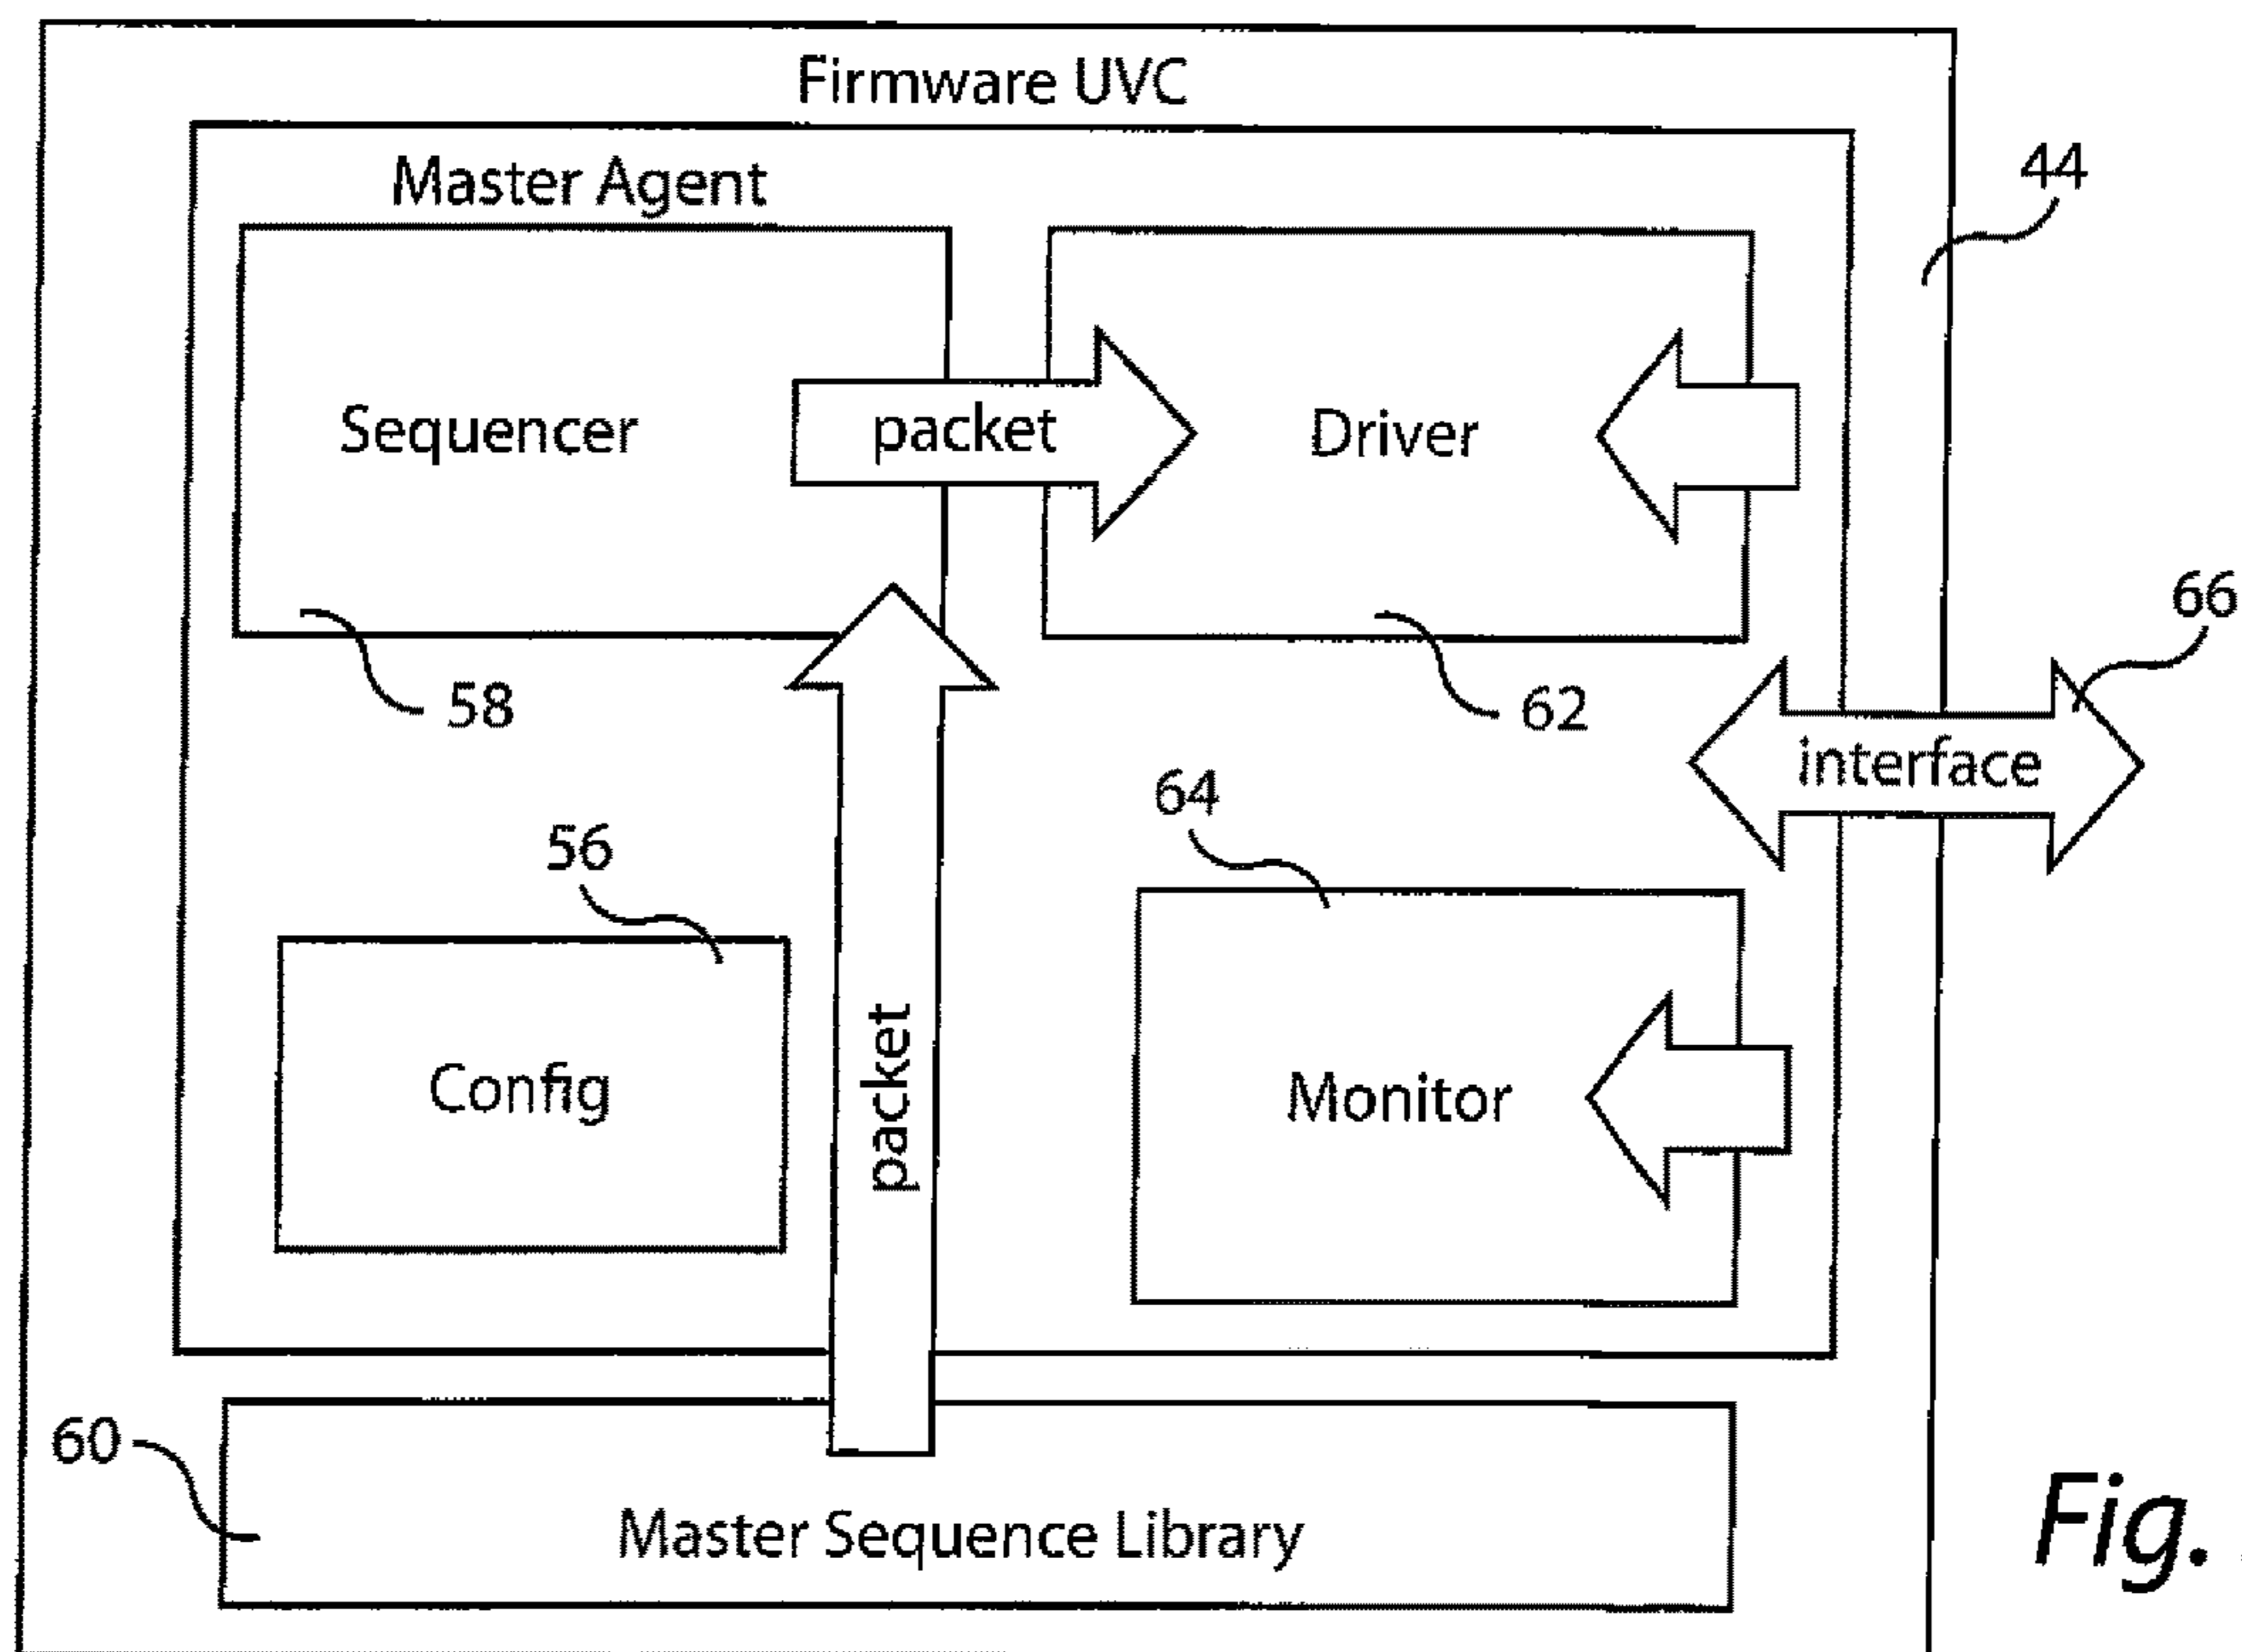 Firmware UVC
Master Agent
44
Sequencer
packet
Driver
66
58
62
interface
64
56
packet
Config
Monitor
60
Master Sequence Library
Fig.